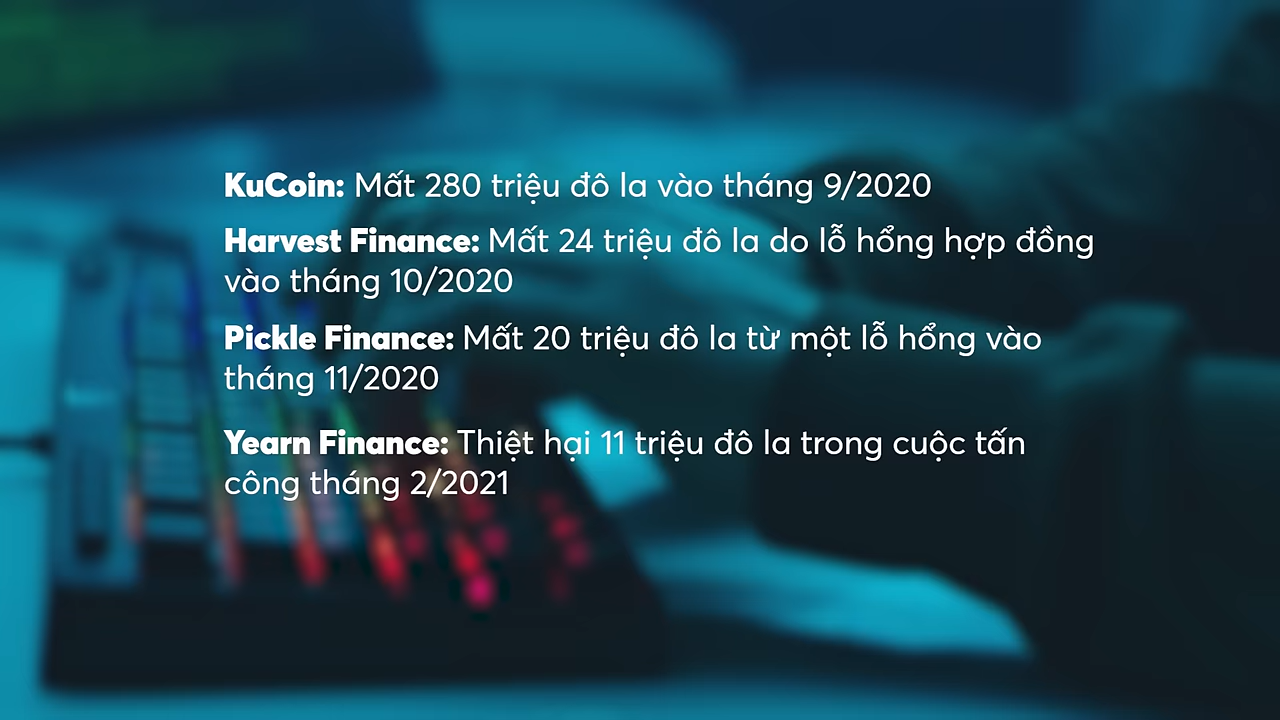 KuCoin: Mất 280 triệu đô la vào tháng 9/2020
Harvest Finance: Mất 24 triệu đô la do lỗ hổng hợp đồng
vào tháng 10/2020
Pickle Finance: Mất 20 triệu đô la từ một lỗ hổng vào
tháng 11/2020
Yearn Finance: Thiệt hại 11 triệu đô la trong cuộc tấn
công tháng 2/2021